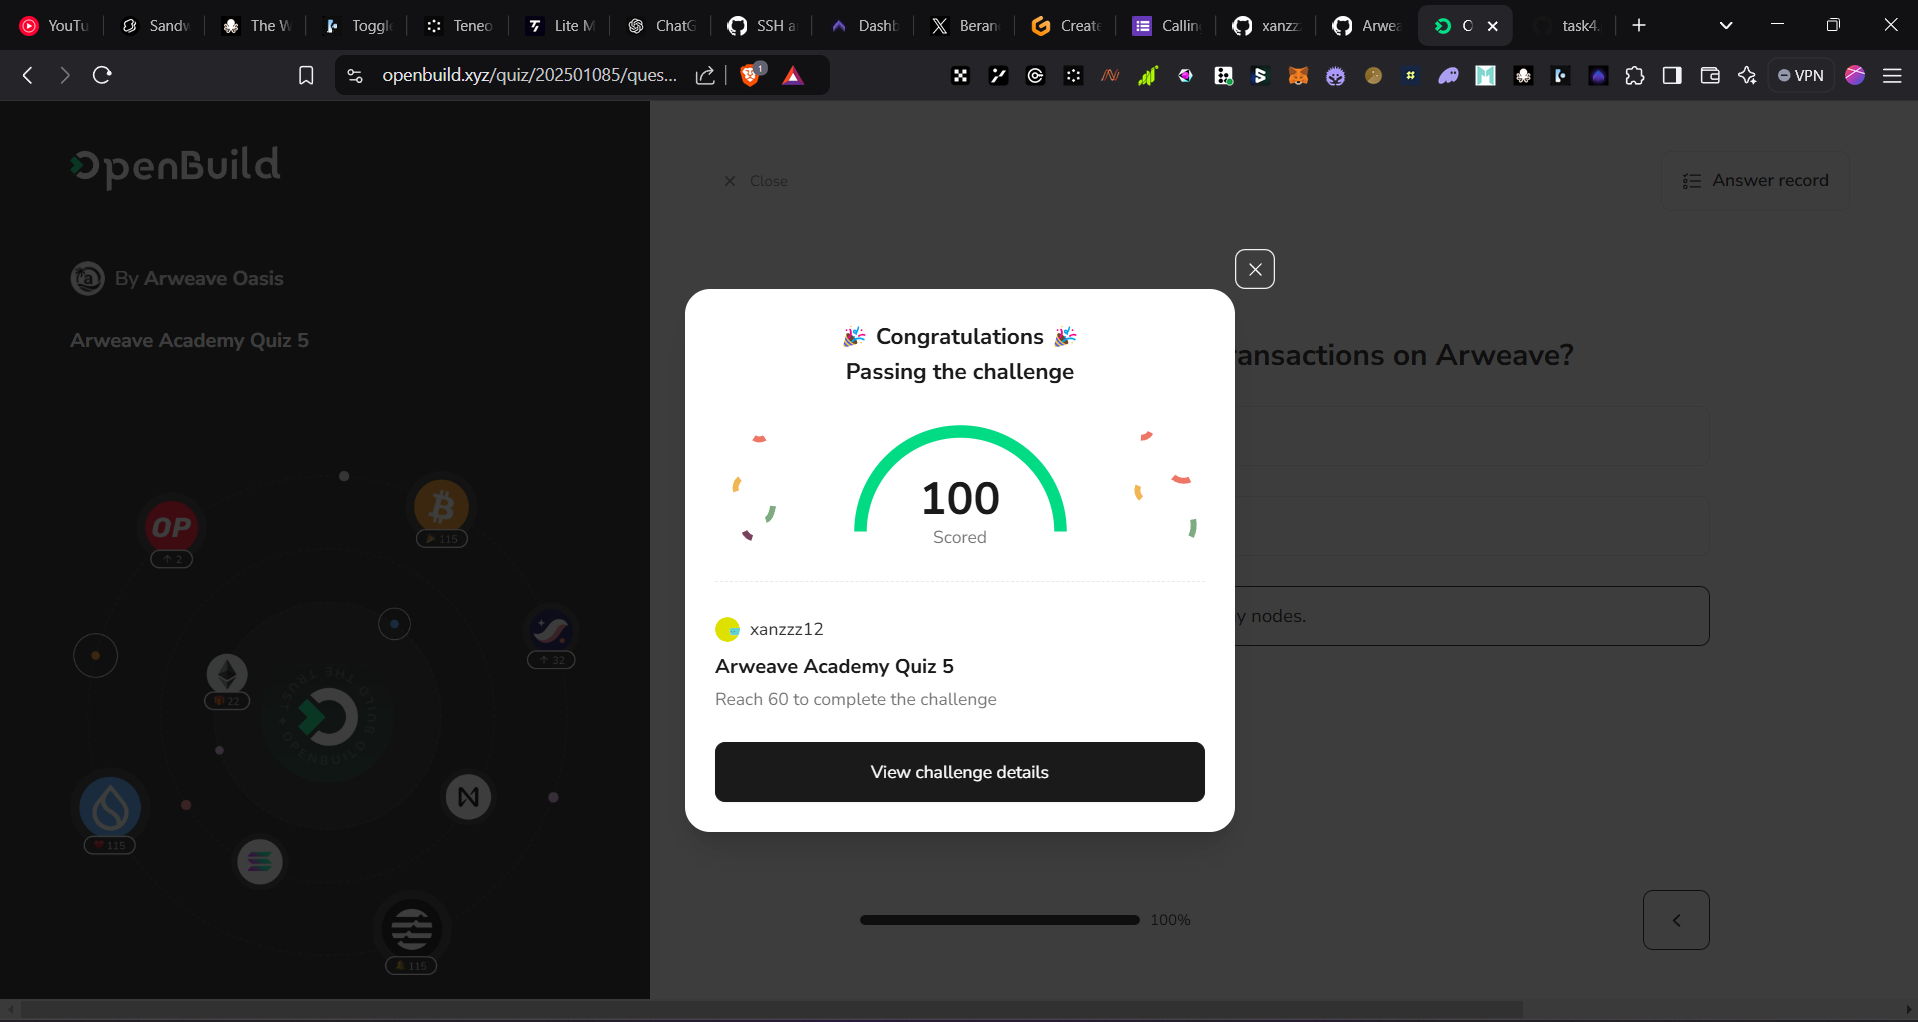 YouTu
Sandw
The W
Toggle
Teneo
Lite M
ChatG
SSH a
Dashb
Beran
Create
Callin
xanzz
Arwea
O
task4.
openbuild.xyz/quiz/202501085/ques...
1
VPN
OpenBuild
Close
Answer record
By Arweave Oasis
Arweave Academy Quiz 5
ansactions on Arweave?
y nodes.
Congratulations
Passing the challenge
100
Scored
xanzzz12
Arweave Academy Quiz 5
Reach 60 to complete the challenge
View challenge details
OP
2
115
32
22
115
115
100%